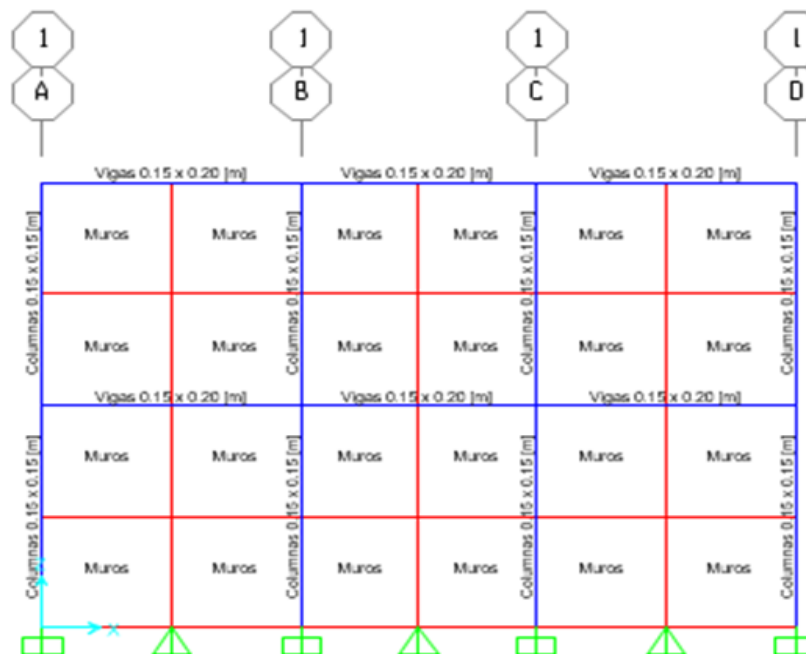 1 1 1 1
A B C D
Vigas 0.15 x 0.20 [m] Vigas 0.15 x 0.20 [m] Vigas 0.15 x 0.20 [m]
Columnas 0.15 x 0.15 [m] Columnas 0.15 x 0.15 [m] Columnas 0.15 x 0.15 [m] Columnas 0.15 x 0.15 [m]
Muros Muros Muros Muros Muros Muros
Muros Muros Muros Muros Muros Muros
Vigas 0.15 x 0.20 [m] Vigas 0.15 x 0.20 [m] Vigas 0.15 x 0.20 [m]
Columnas 0.15 x 0.15 [m] Columnas 0.15 x 0.15 [m] Columnas 0.15 x 0.15 [m] Columnas 0.15 x 0.15 [m]
Muros Muros Muros Muros Muros Muros
Muros Muros Muros Muros Muros Muros
X